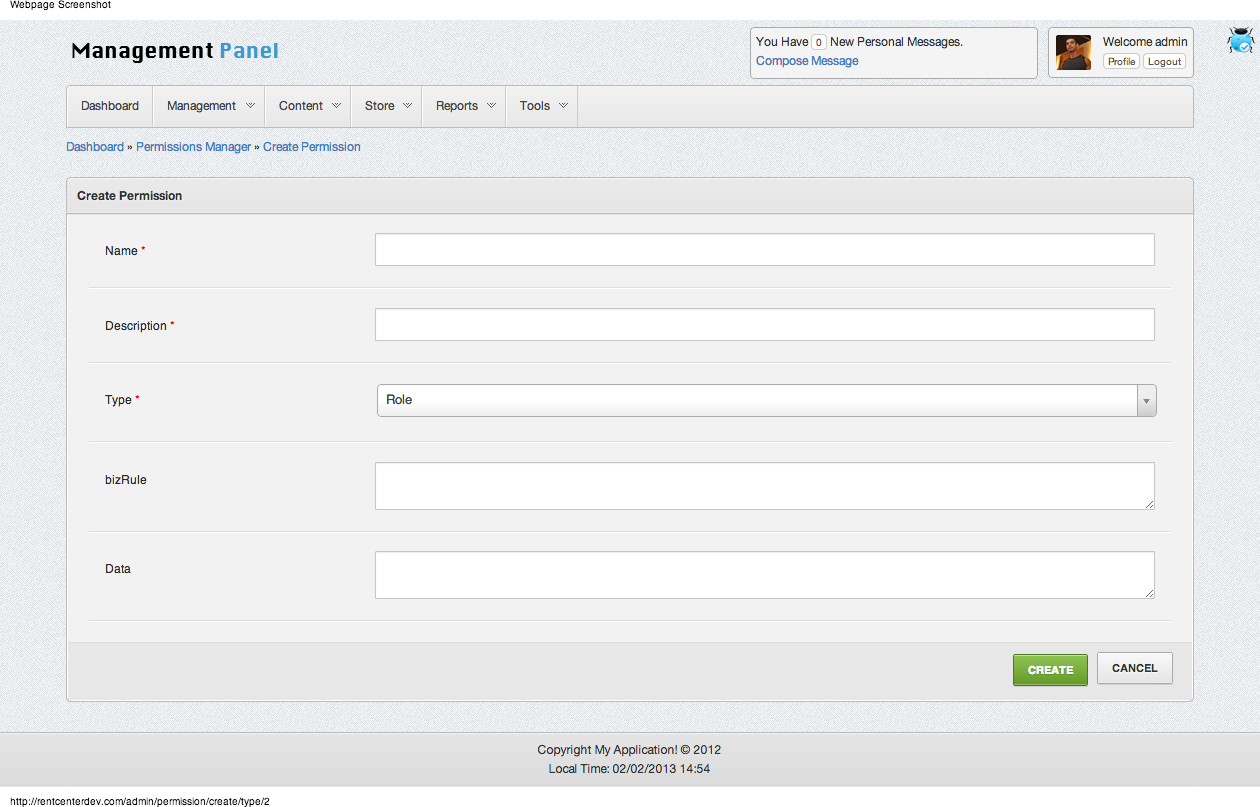 Webpage Screenshot
Management Panel
You Have 0 New Personal Messages.
Compose Message
Welcome admin
Profile Logout
Dashboard Management Content Store Reports Tools
Dashboard » Permissions Manager » Create Permission
Create Permission
Name *
Description *
Type * Role
bizRule
Data
CREATE CANCEL
Copyright My Application! © 2012
Local Time: 02/02/2013 14:54
http://rentcenterdev.com/admin/permission/create/type/2